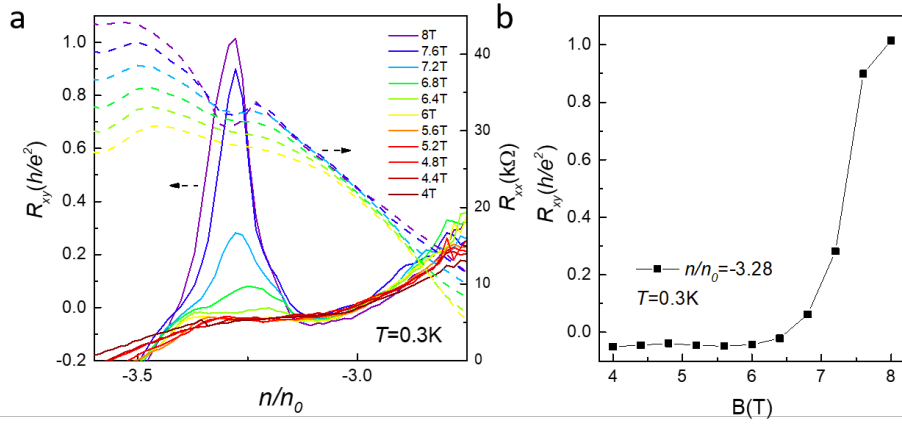 a
R_xy(h/e²)
1.0
0.8
0.6
0.4
0.2
0.0
-0.2
8T
7.6T
7.2T
6.8T
6.4T
6T
5.6T
5.2T
4.8T
4.4T
4T
T=0.3K
40
30
20
10
0
R_xx(kΩ)
-3.5
-3.0
n/n₀
b
R_xy(h/e²)
1.0
0.8
0.6
0.4
0.2
0.0
n/n₀=-3.28
T=0.3K
4
5
6
7
8
B(T)